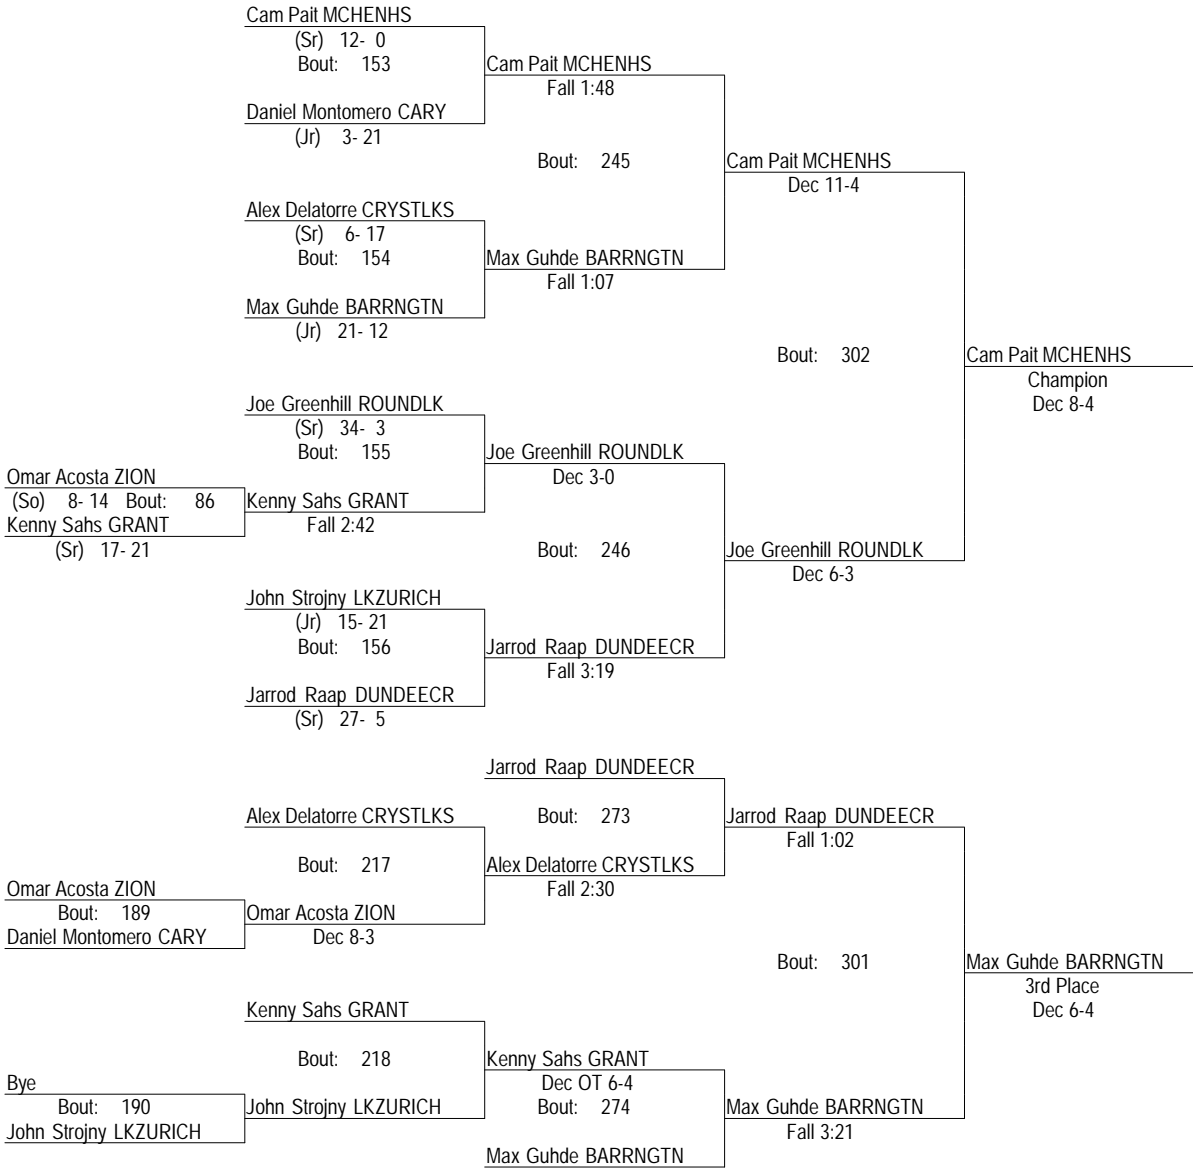 Cam Pait MCHENHS
(Sr) 12- 0
Bout: 153
Cam Pait MCHENHS
Fall 1:48
Daniel Montomero CARY
(Jr) 3- 21
Bout: 245
Cam Pait MCHENHS
Dec 11-4
Alex Delatorre CRYSTLKS
(Sr) 6- 17
Bout: 154
Max Guhde BARRNGTN
Fall 1:07
Max Guhde BARRNGTN
(Jr) 21- 12
Bout: 302
Cam Pait MCHENHS
Champion
Dec 8-4
Joe Greenhill ROUNDLK
(Sr) 34- 3
Bout: 155
Joe Greenhill ROUNDLK
Dec 3-0
Omar Acosta ZION
(So) 8- 14 Bout: 86
Kenny Sahs GRANT
(Sr) 17- 21
Kenny Sahs GRANT
Fall 2:42
Bout: 246
Joe Greenhill ROUNDLK
Dec 6-3
John Strojny LKZURICH
(Jr) 15- 21
Bout: 156
Jarrod Raap DUNDEECR
Fall 3:19
Jarrod Raap DUNDEECR
(Sr) 27- 5
Jarrod Raap DUNDEECR
Bout: 273
Jarrod Raap DUNDEECR
Fall 1:02
Alex Delatorre CRYSTLKS
Bout: 217
Alex Delatorre CRYSTLKS
Fall 2:30
Omar Acosta ZION
Bout: 189
Daniel Montomero CARY
Omar Acosta ZION
Dec 8-3
Bout: 301
Max Guhde BARRNGTN
3rd Place
Dec 6-4
Kenny Sahs GRANT
Bout: 218
Kenny Sahs GRANT
Dec OT 6-4
Bout: 274
Bye
Bout: 190
John Strojny LKZURICH
John Strojny LKZURICH
Max Guhde BARRNGTN
Fall 3:21
Max Guhde BARRNGTN